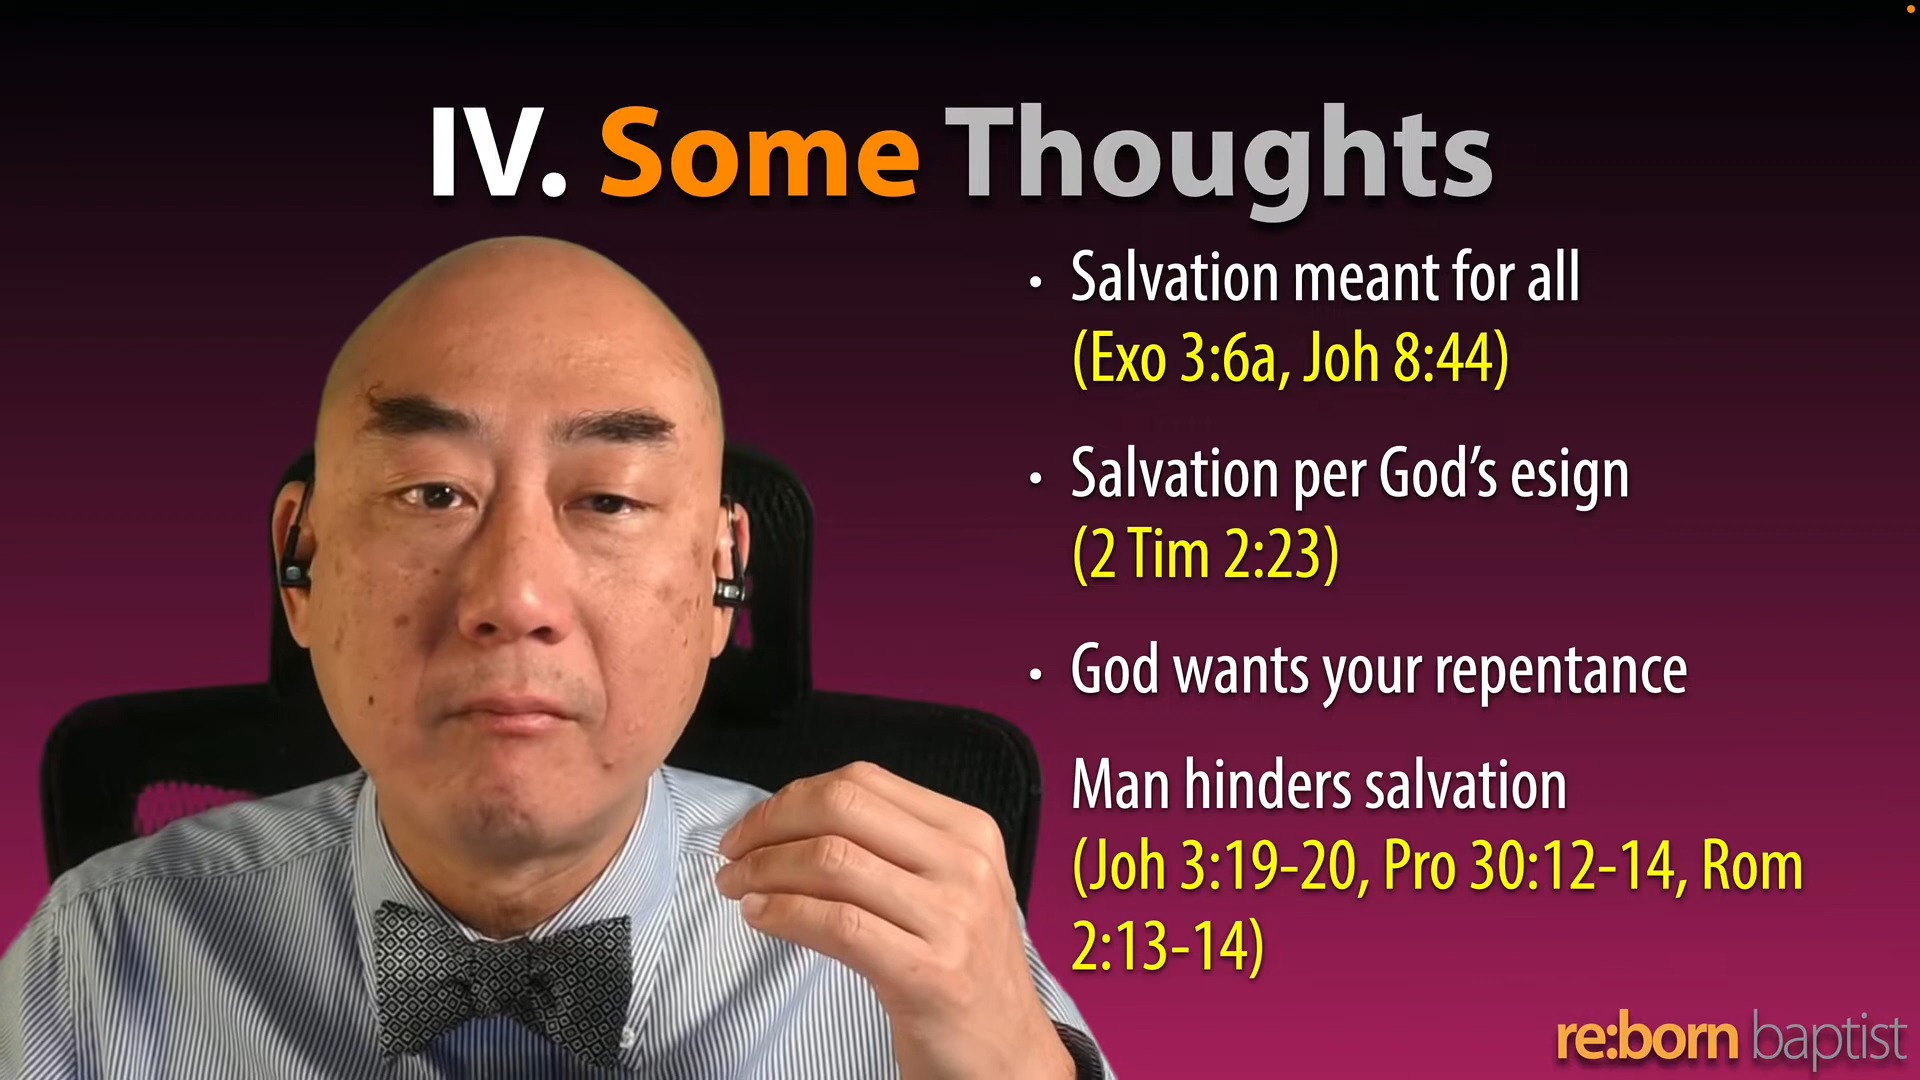 IV. Some Thoughts
• Salvation meant for all
(Exo 3:6a, Joh 8:44)
• Salvation per God’s esign
(2 Tim 2:23)
• God wants your repentance
Man hinders salvation
(Joh 3:19-20, Pro 30:12-14, Rom
2:13-14)
re:born baptist